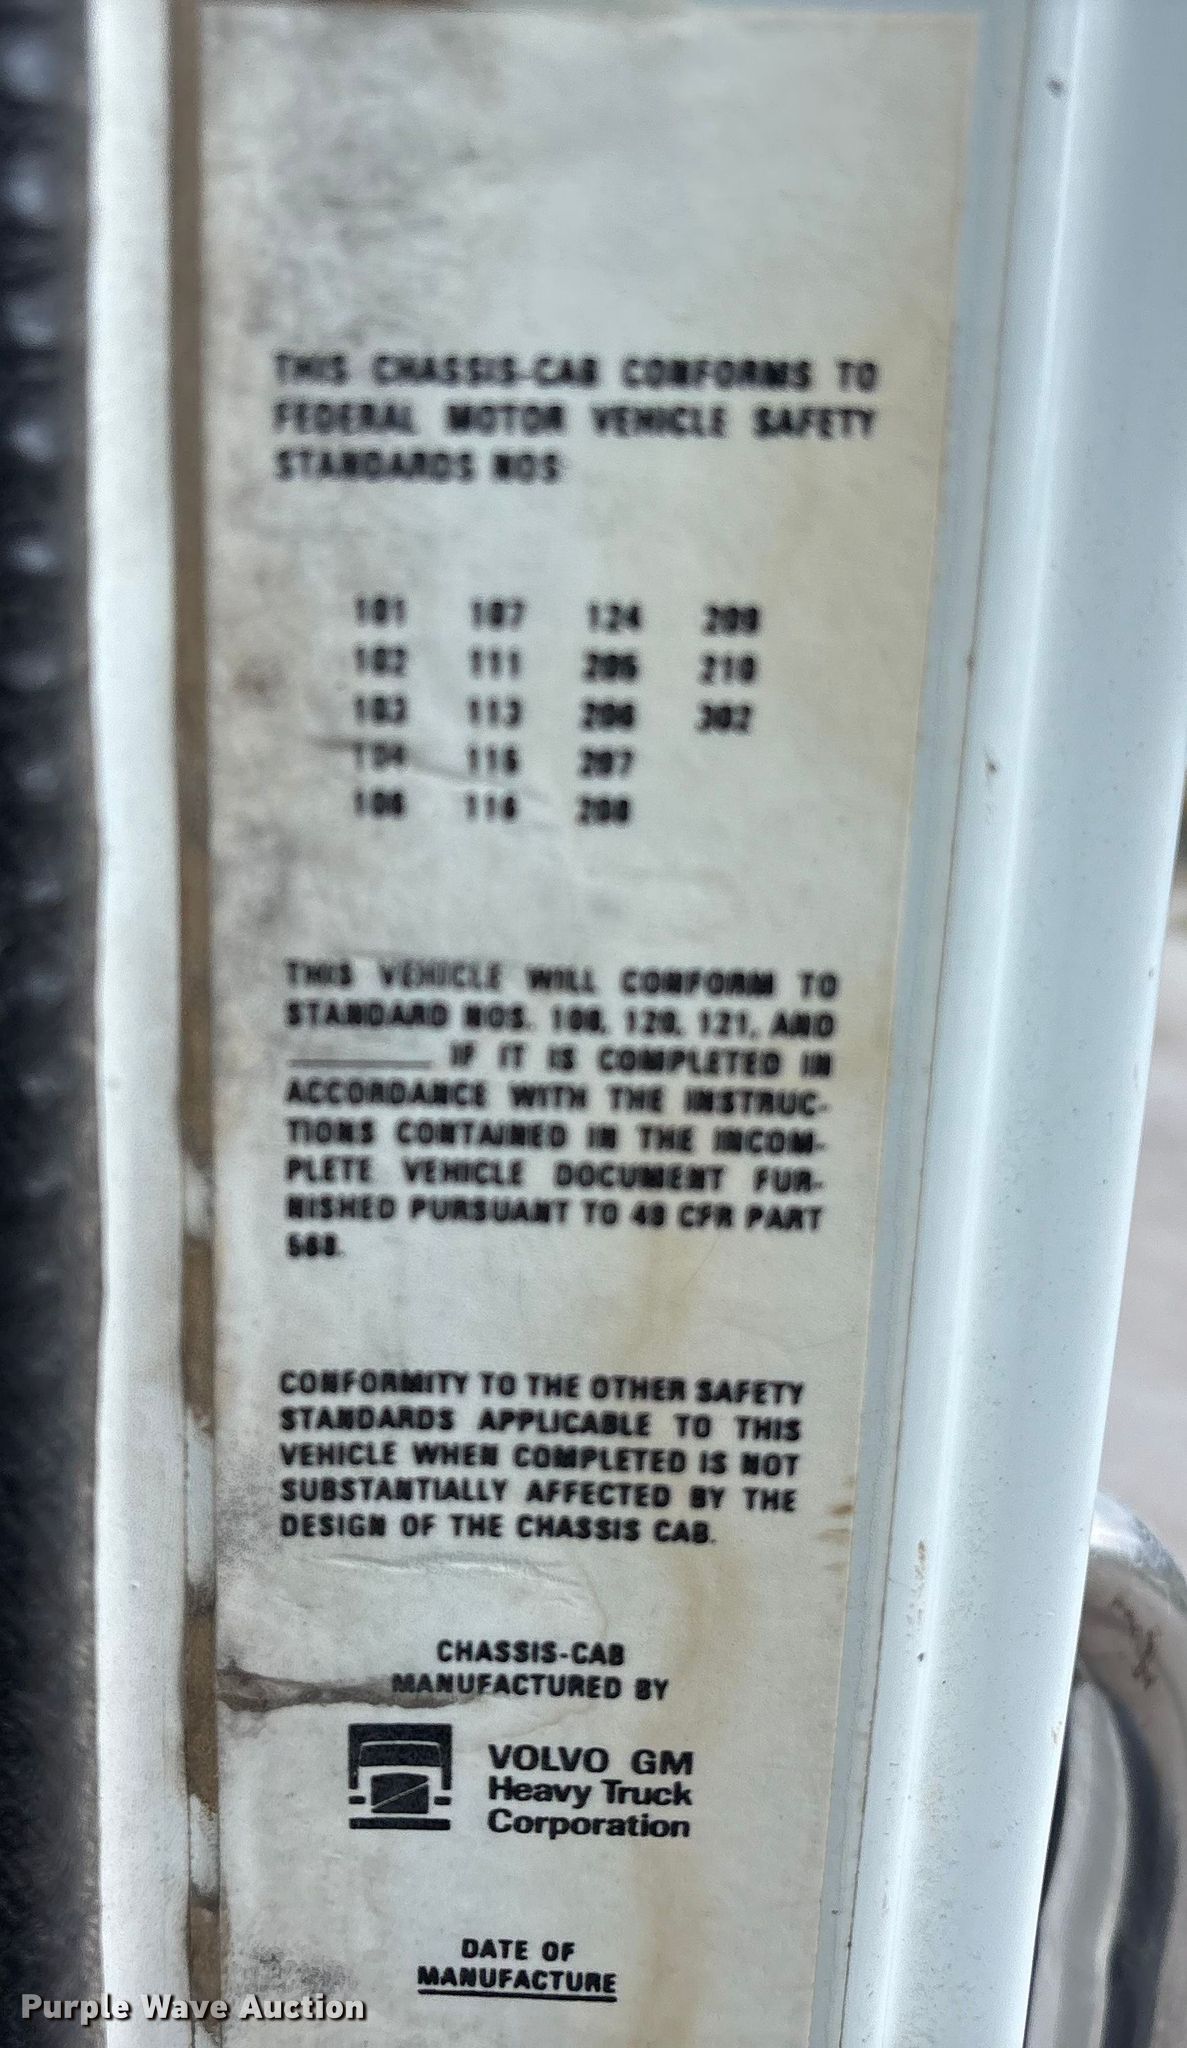 THIS CHASSIS-CAB CONFORMS TO
FEDERAL MOTOR VEHICLE SAFETY
STANDARDS NOS
101 107 124 209
102 111 205 210
103 113 206 302
104 115 207
106 116 208
THIS VEHICLE WILL CONFORM TO
STANDARD NOS. 108, 120, 121, AND
IF IT IS COMPLETED IN
ACCORDANCE WITH THE INSTRUC-
TIONS CONTAINED IN THE INCOM-
PLETE VEHICLE DOCUMENT FUR-
NISHED PURSUANT TO 49 CFR PART
568.
CONFORMITY TO THE OTHER SAFETY
STANDARDS APPLICABLE TO THIS
VEHICLE WHEN COMPLETED IS NOT
SUBSTANTIALLY AFFECTED BY THE
DESIGN OF THE CHASSIS CAB.
CHASSIS-CAB
MANUFACTURED BY
VOLVO GM
Heavy Truck
Corporation
DATE OF
MANUFACTURE
Purple Wave Auction